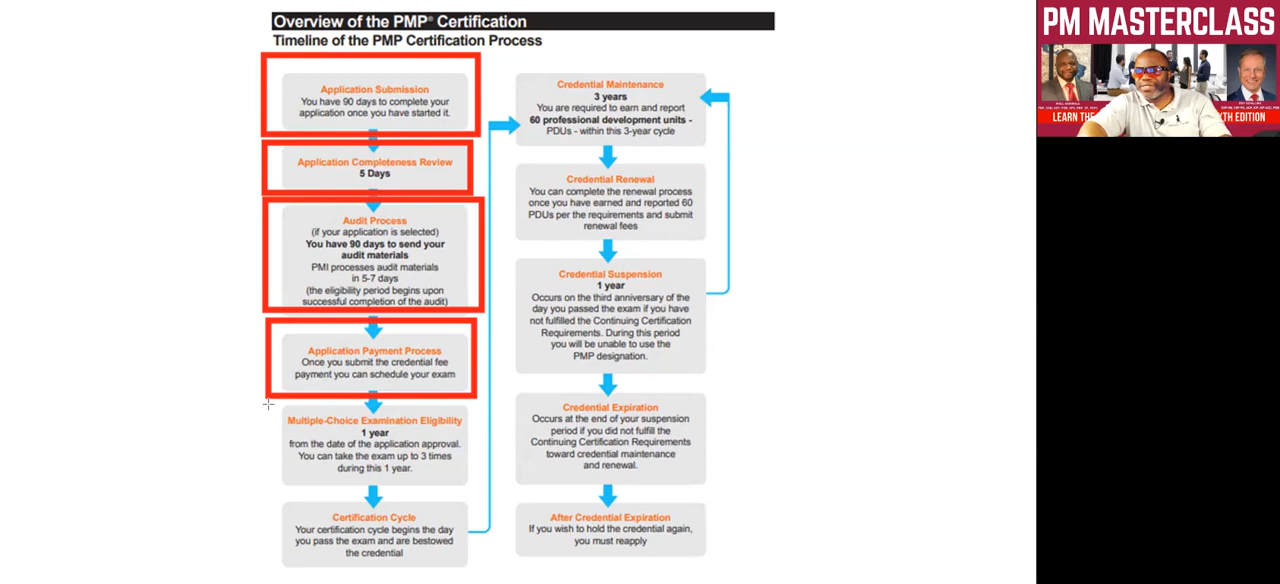 Overview of the PMP® Certification
Timeline of the PMP Certification Process
Application Submission
You have 90 days to complete your
application once you have started it.
Application Completeness Review
5 Days
Audit Process
(if your application is selected)
You have 90 days to send your
audit materials
PMI processes audit materials
in 5-7 days
(the eligibility period begins upon
successful completion of the audit)
Application Payment Process
Once you submit the credential fee
payment you can schedule your exam
Multiple-Choice Examination Eligibility
1 year
from the date of the application approval.
You can take the exam up to 3 times
during this 1 year.
Certification Cycle
Your certification cycle begins the day
you pass the exam and are bestowed
the credential
Credential Maintenance
3 years
You are required to earn and report
60 professional development units -
PDUs - within this 3-year cycle
Credential Renewal
You can complete the renewal process
once you have earned and reported 60
PDUs per the requirements and submit
renewal fees
Credential Suspension
1 year
Occurs on the third anniversary of the
day you passed the exam if you have
not fulfilled the Continuing Certification
Requirements. During this period
you will be unable to use the
PMP designation.
Credential Expiration
Occurs at the end of your suspension
period if you did not fulfill the
Continuing Certification Requirements
toward credential maintenance
and renewal.
After Credential Expiration
If you wish to hold the credential again,
you must reapply
PM MASTERCLASS
LEARN THE
EDITION